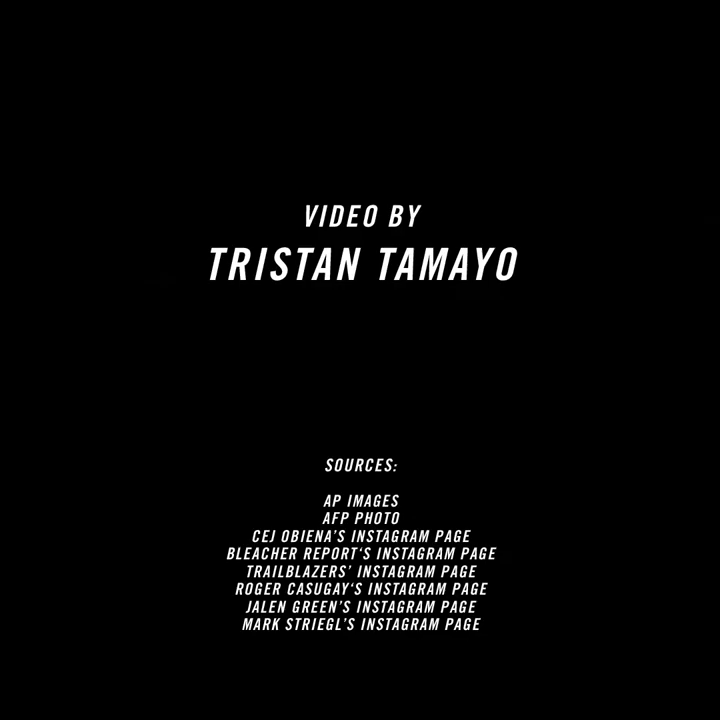 VIDEO BY
TRISTAN TAMAYO
SOURCES:
AP IMAGES
AFP PHOTO
CEJ OBIENA'S INSTAGRAM PAGE
BLEACHER REPORT‘S INSTAGRAM PAGE
TRAILBLAZERS’ INSTAGRAM PAGE
ROGER CASUGAY‘S INSTAGRAM PAGE
JALEN GREEN’S INSTAGRAM PAGE
MARK STRIEGL’S INSTAGRAM PAGE